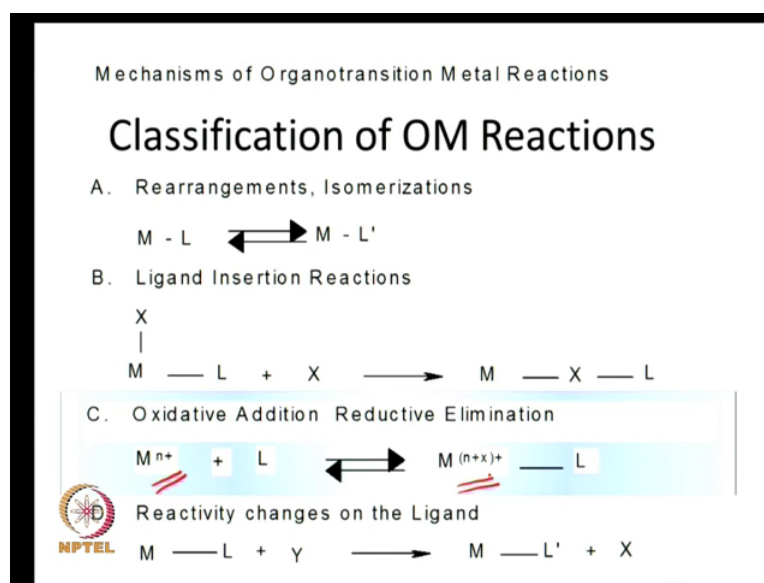 Mechanisms of Organotransition Metal Reactions
Classification of OM Reactions
A. Rearrangements, Isomerizations
M - L ⇌ M - L'
B. Ligand Insertion Reactions
X
|
M — L + X → M — X — L
C. Oxidative Addition Reductive Elimination
M n+ + L ⇌ M (n+x)+ — L
D Reactivity changes on the Ligand
NPTEL
M — L + Y → M — L' + X